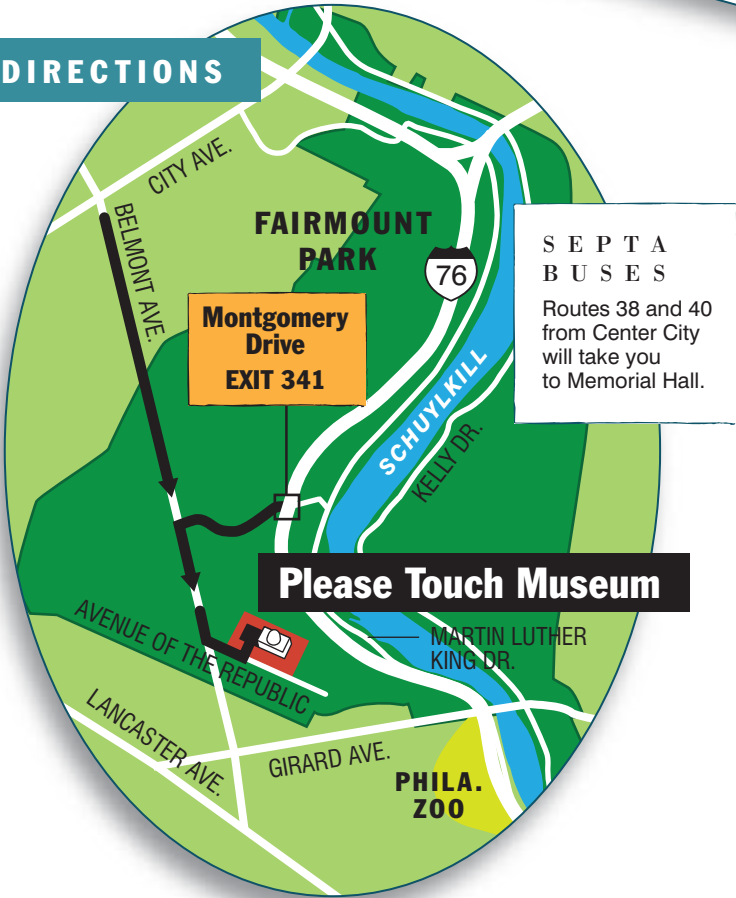 DIRECTIONS
CITY AVE.
BELMONT AVE.
FAIRMOUNT
PARK
76
SEPTA
BUSES
Routes 38 and 40
from Center City
will take you
to Memorial Hall.
Montgomery
Drive
EXIT 341
SCHUYLKILL
KELLY DR.
Please Touch Museum
AVENUE OF THE REPUBLIC
MARTIN LUTHER
KING DR.
LANCASTER AVE.
GIRARD AVE.
PHILA.
ZOO